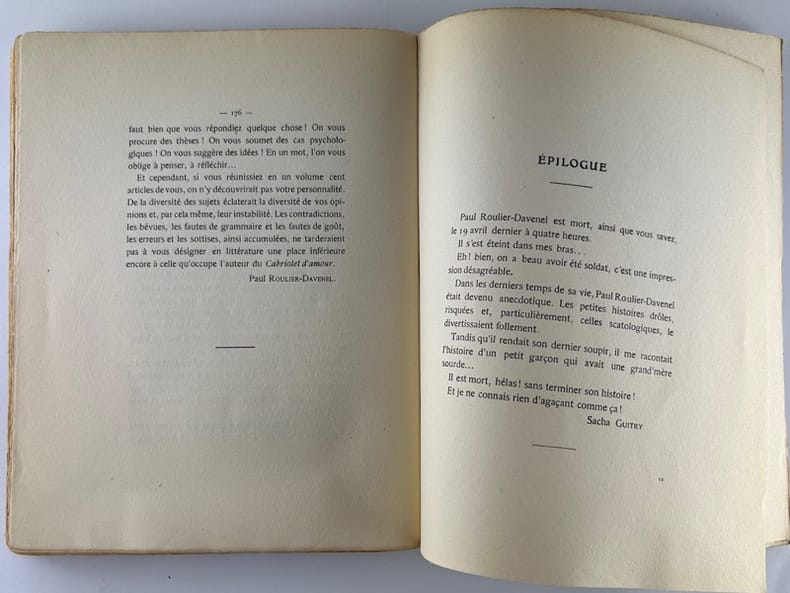 — 176 —
faut bien que vous répondiez quelque chose ! On vous
procure des thèses ! On vous soumet des cas psycholo-
giques ! On vous suggère des idées ! En un mot, l'on vous
oblige à penser, à réfléchir...
Et cependant, si vous réunissiez en un volume cent
articles de vous, on n'y découvrirait pas votre personnalité.
De la diversité des sujets éclaterait la diversité de vos opi-
nions et, par cela même, leur instabilité. Les contradictions,
les bévues, les fautes de grammaire et les fautes de goût,
les erreurs et les sottises, ainsi accumulées, ne tarderaient
pas à vous désigner en littérature une place inférieure
encore à celle qu'occupe l'auteur du Cabriolet d'amour.
Paul ROULIER-DAVENEL.
ÉPILOGUE
Paul Roulier-Davenel est mort, ainsi que vous savez,
le 19 avril dernier à quatre heures.
Il s'est éteint dans mes bras...
Eh ! bien, on a beau avoir été soldat, c'est une impres-
sion désagréable.
Dans les derniers temps de sa vie, Paul Roulier-Davenel
était devenu anecdotique. Les petites histoires drôles,
risquées et, particulièrement, celles scatologiques, le
divertissaient follement.
Tandis qu'il rendait son dernier soupir, il me racontait
l'histoire d'un petit garçon qui avait une grand'mère
sourde...
Il est mort, hélas ! sans terminer son histoire !
Et je ne connais rien d'agaçant comme ça !
Sacha GUITRY
12